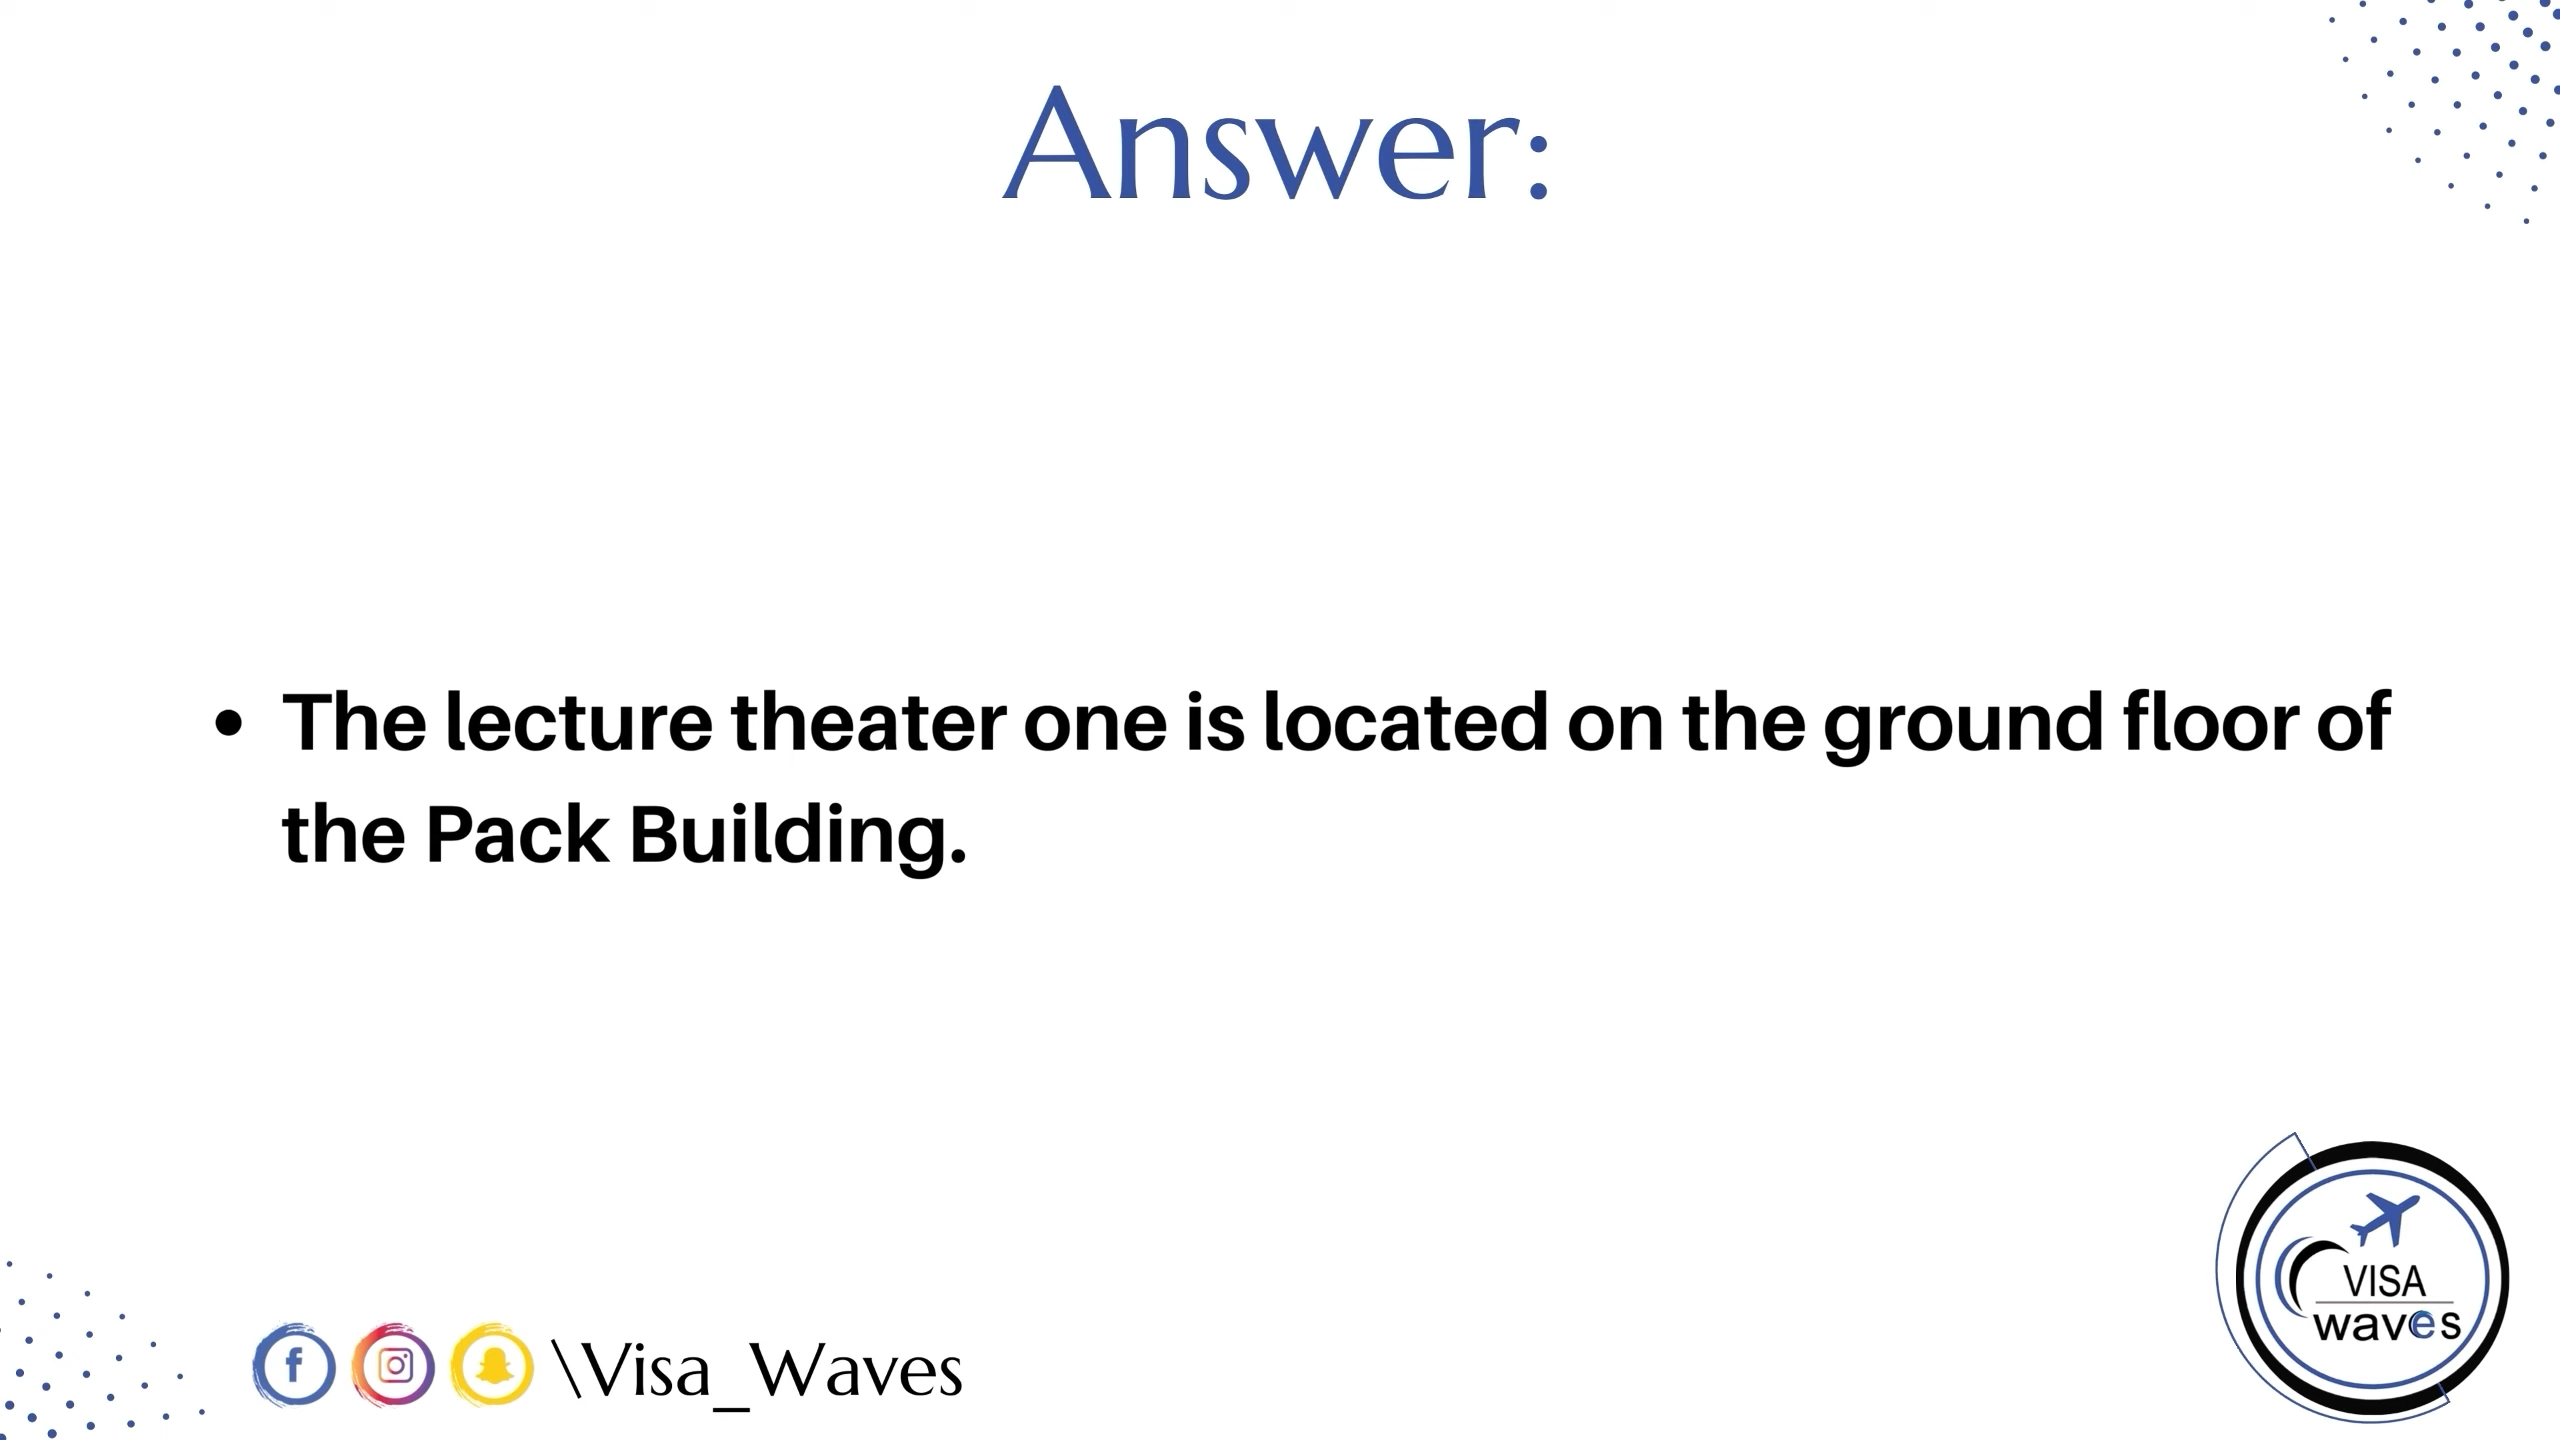 Answer:
• The lecture theater one is located on the ground floor of
the Pack Building.
\Visa_Waves
VISA
waves